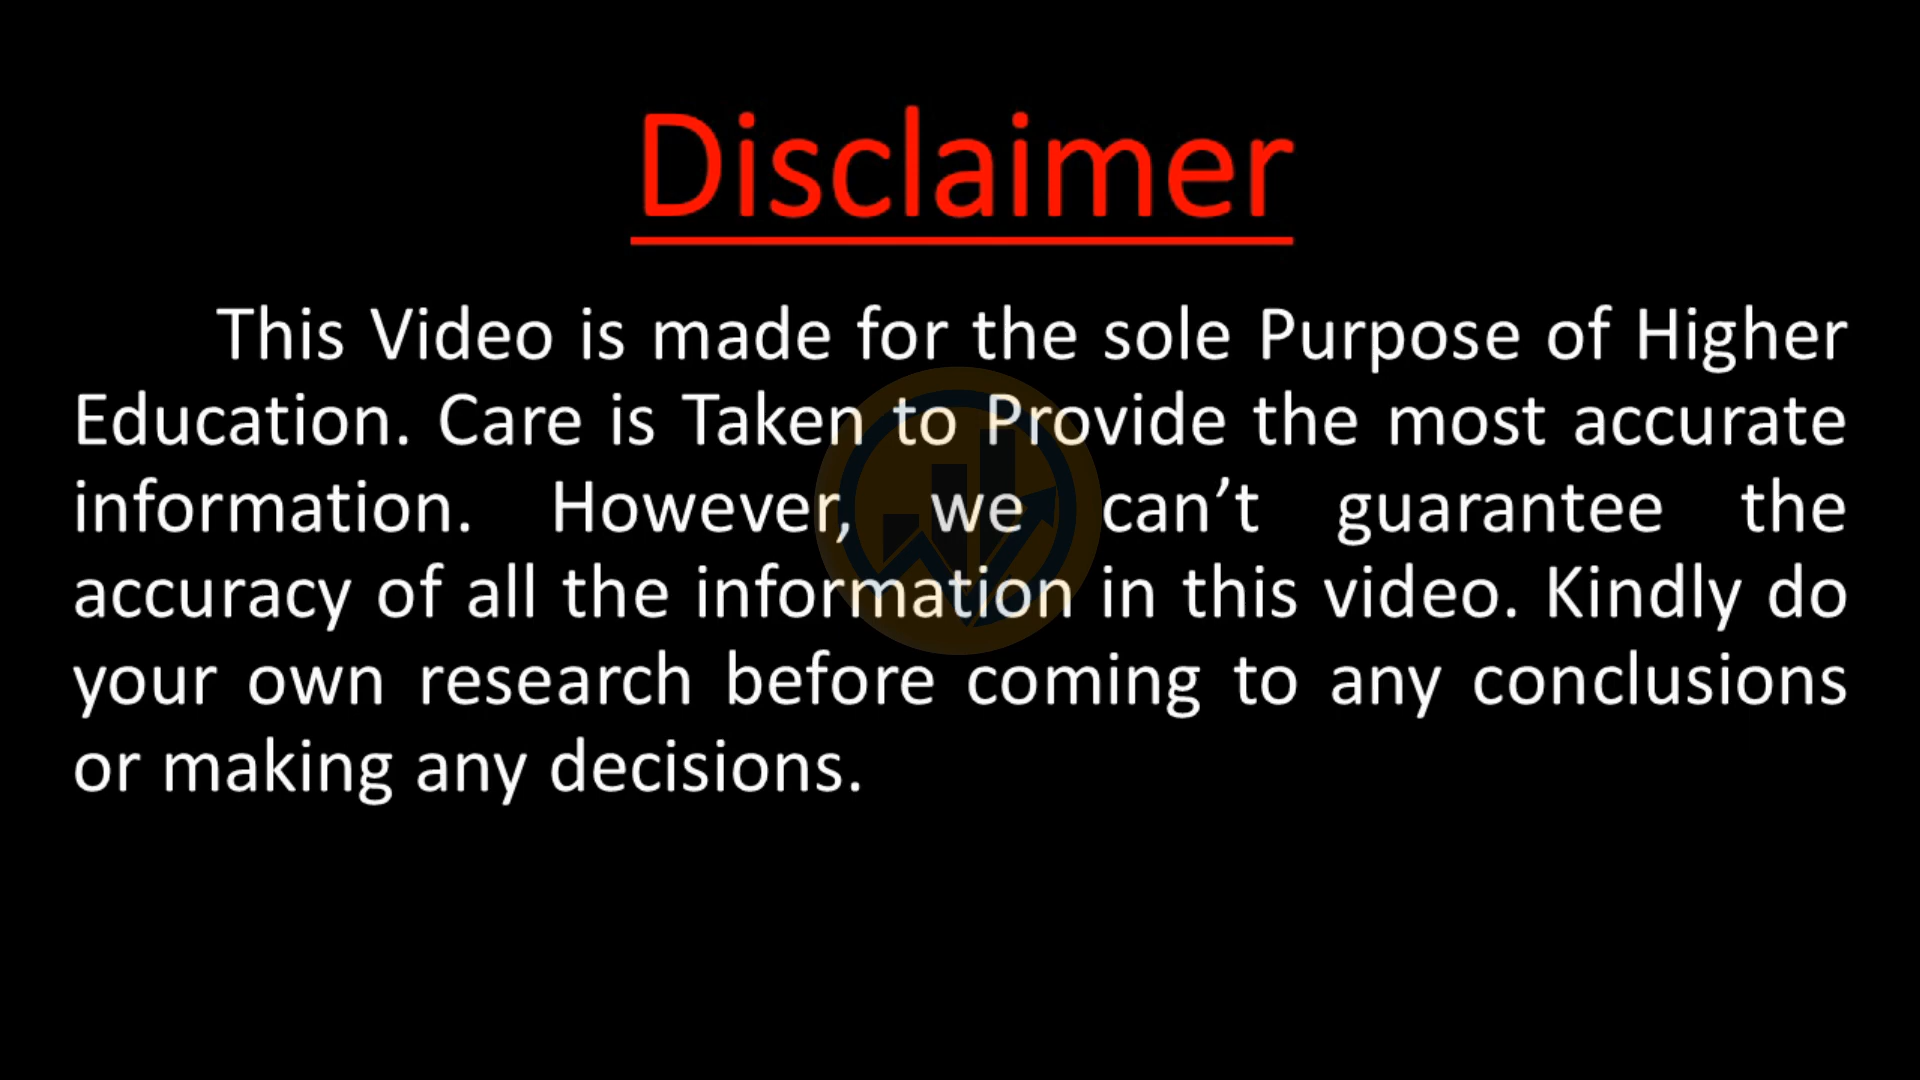 Disclaimer
This Video is made for the sole Purpose of Higher
Education. Care is Taken to Provide the most accurate
information. However, we can’t guarantee the
accuracy of all the information in this video. Kindly do
your own research before coming to any conclusions
or making any decisions.